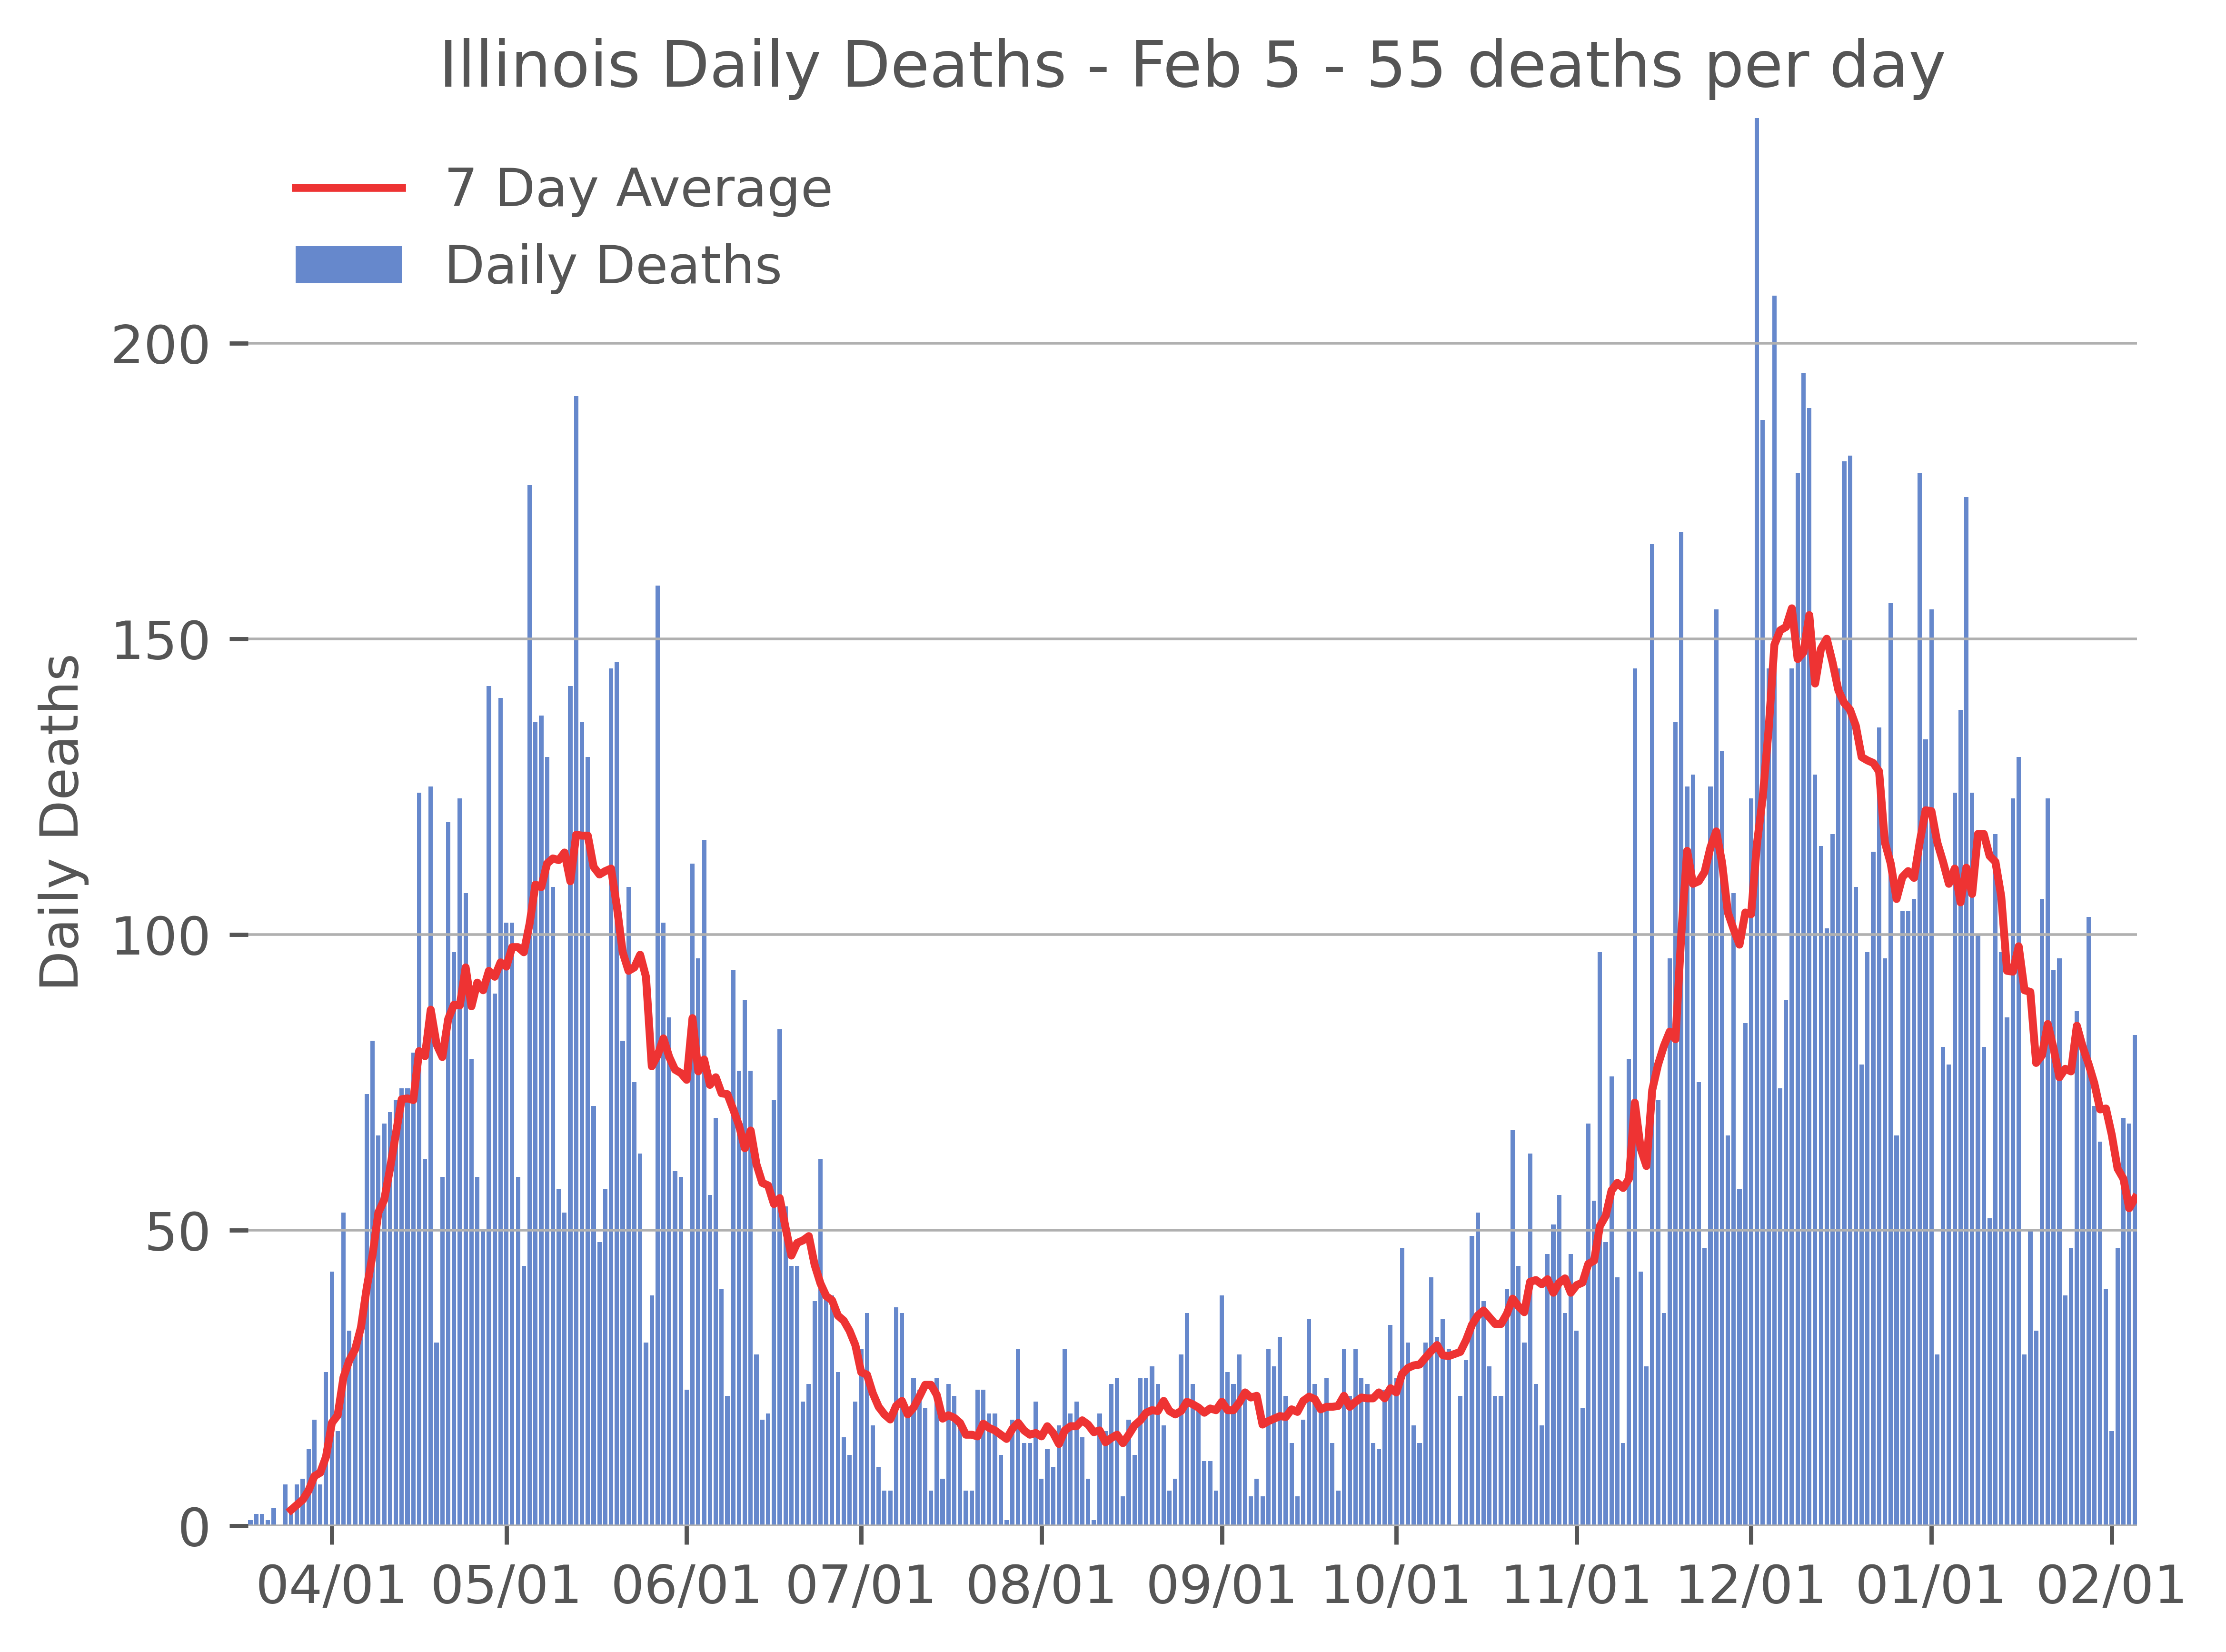 Illinois Daily Deaths - Feb 5 - 55 deaths per day
7 Day Average
Daily Deaths
200
150
100
50
0
Daily Deaths
04/01 05/01 06/01 07/01 08/01 09/01 10/01 11/01 12/01 01/01 02/01